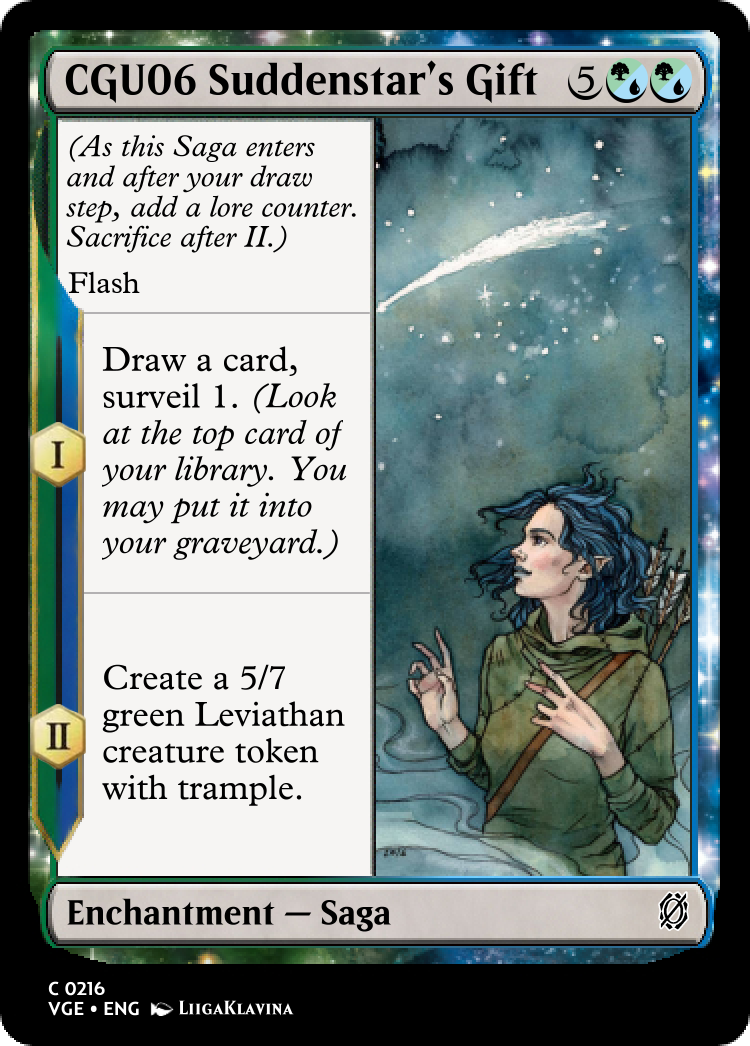 CGU06 Suddenstar's Gift 5
(As this Saga enters
and after your draw
step, add a lore counter.
Sacrifice after II.)
Flash
I
Draw a card,
surveil 1. (Look
at the top card of
your library. You
may put it into
your graveyard.)
II
Create a 5/7
green Leviathan
creature token
with trample.
Enchantment — Saga
C 0216
VGE • ENG LIIGAKLAVINA